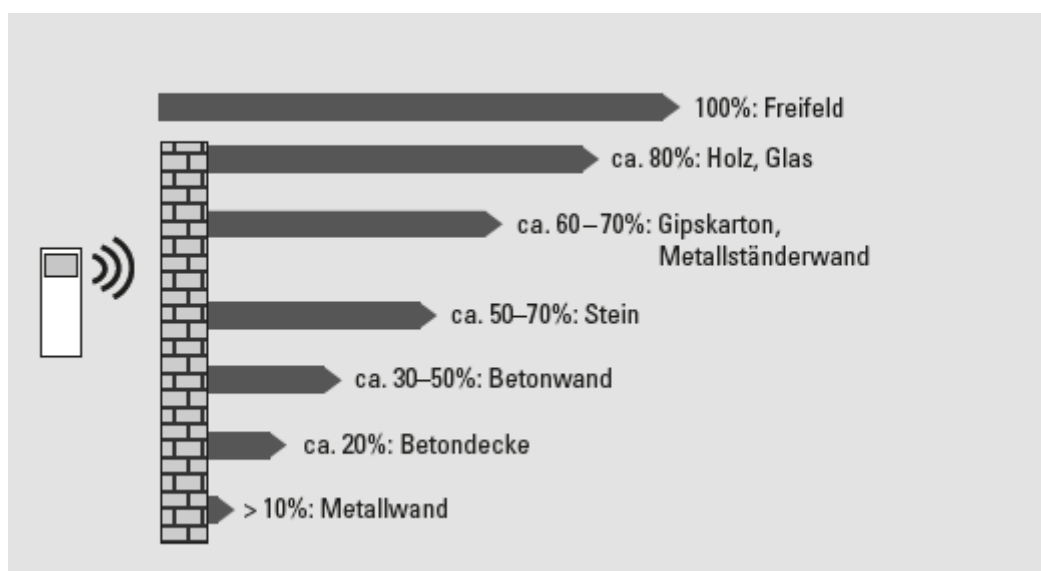 100%: Freifeld
ca. 80%: Holz, Glas
ca. 60–70%: Gipskarton,
Metallständerwand
ca. 50–70%: Stein
ca. 30–50%: Betonwand
ca. 20%: Betondecke
> 10%: Metallwand